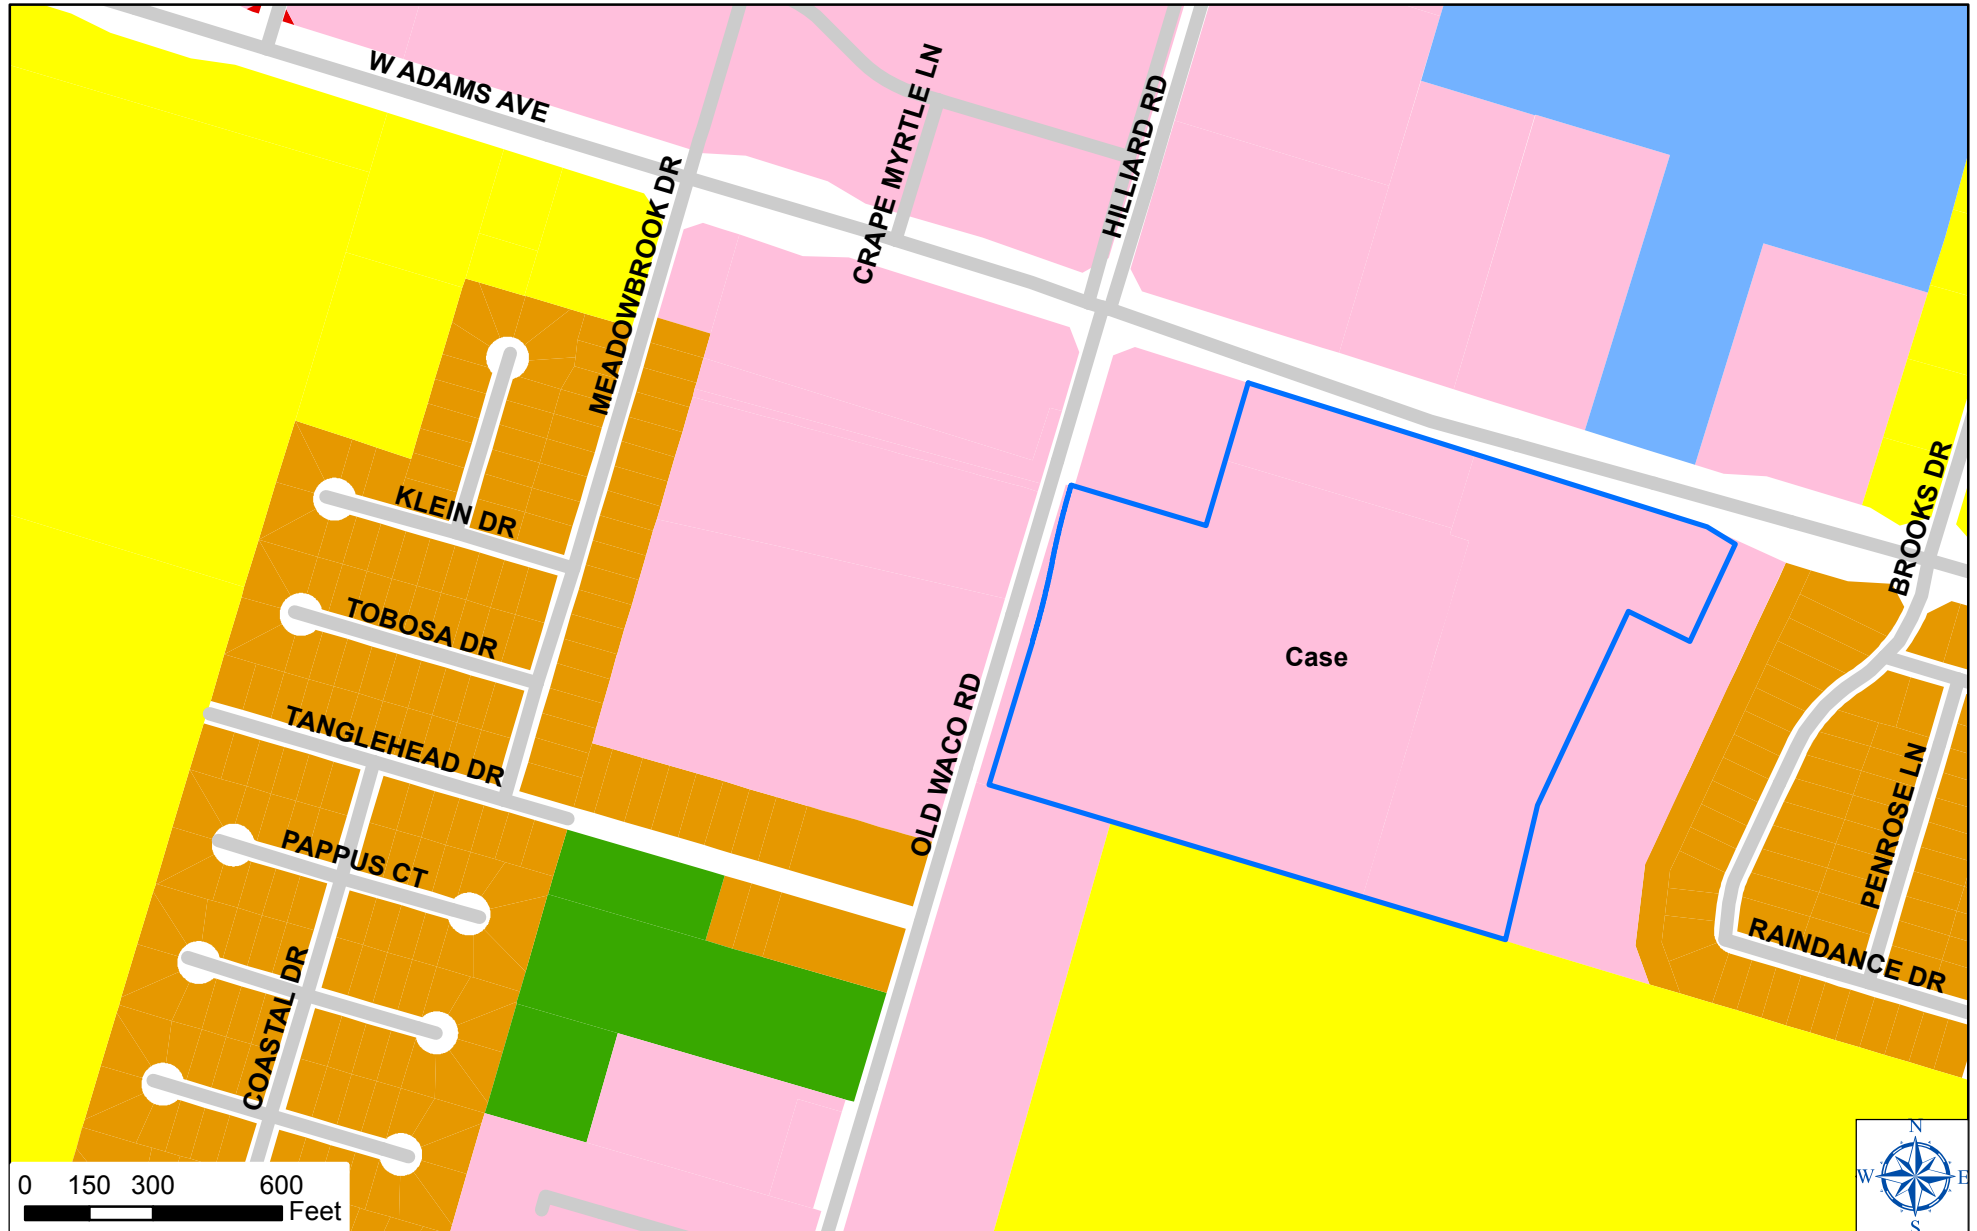 W ADAMS AVE
CRAPE MYRTLE LN
HILLIARD RD
MEADOWBROOK DR
BROOKS DR
KLEIN DR
TOBOSA DR
Case
TANGLEHEAD DR
OLD WACO RD
PENROSE LN
PAPPUS CT
RAINDANCE DR
COASTAL DR
0 150 300 600
Feet
N
W E
S